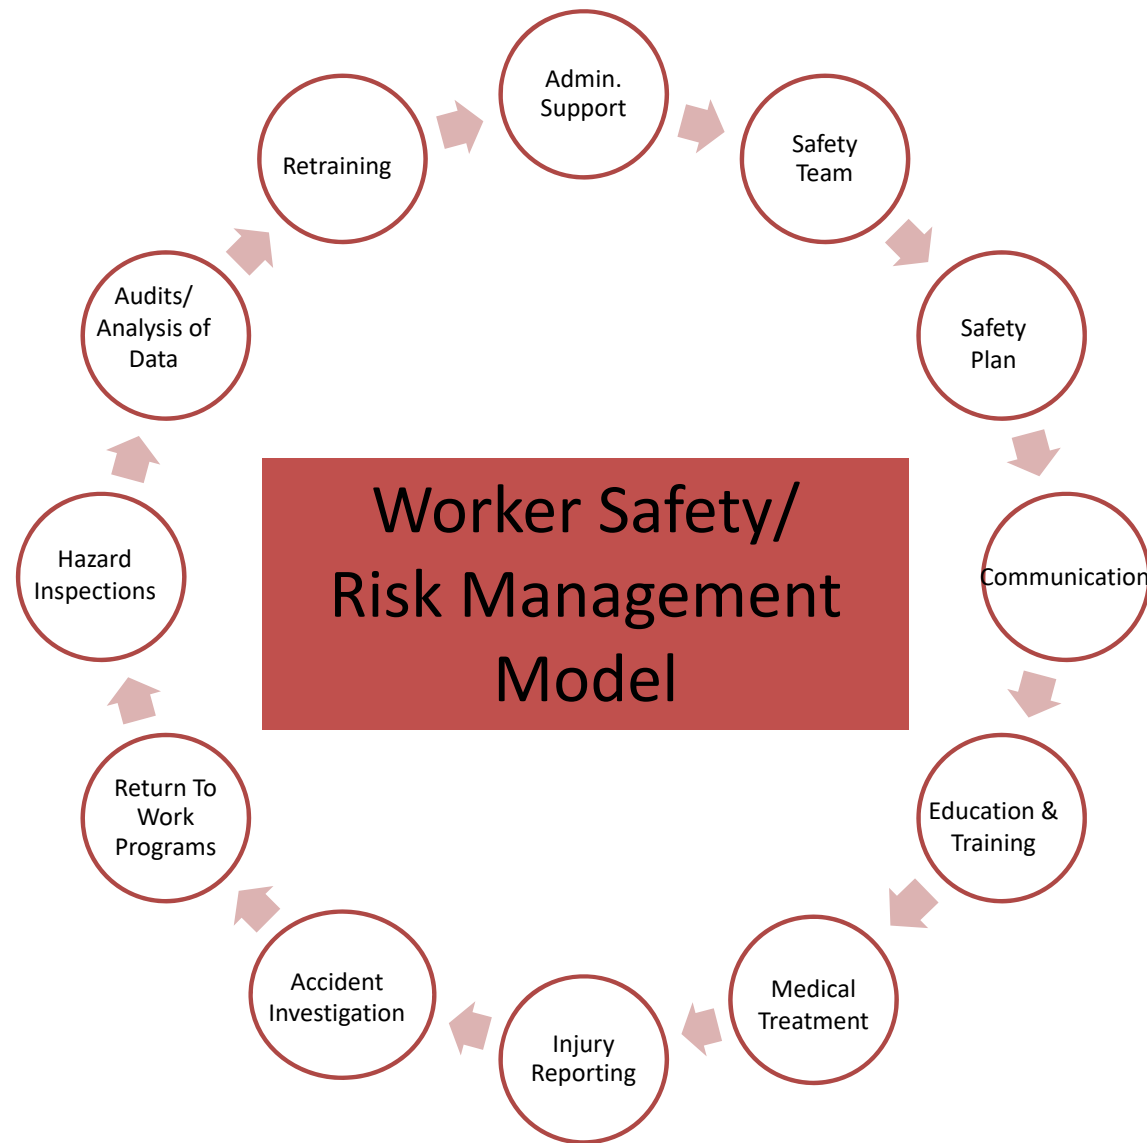 Admin.
Support
Safety
Team
Safety
Plan
Communication
Education &
Training
Medical
Treatment
Injury
Reporting
Accident
Investigation
Return To
Work
Programs
Hazard
Inspections
Audits/
Analysis of
Data
Retraining
Worker Safety/
Risk Management
Model